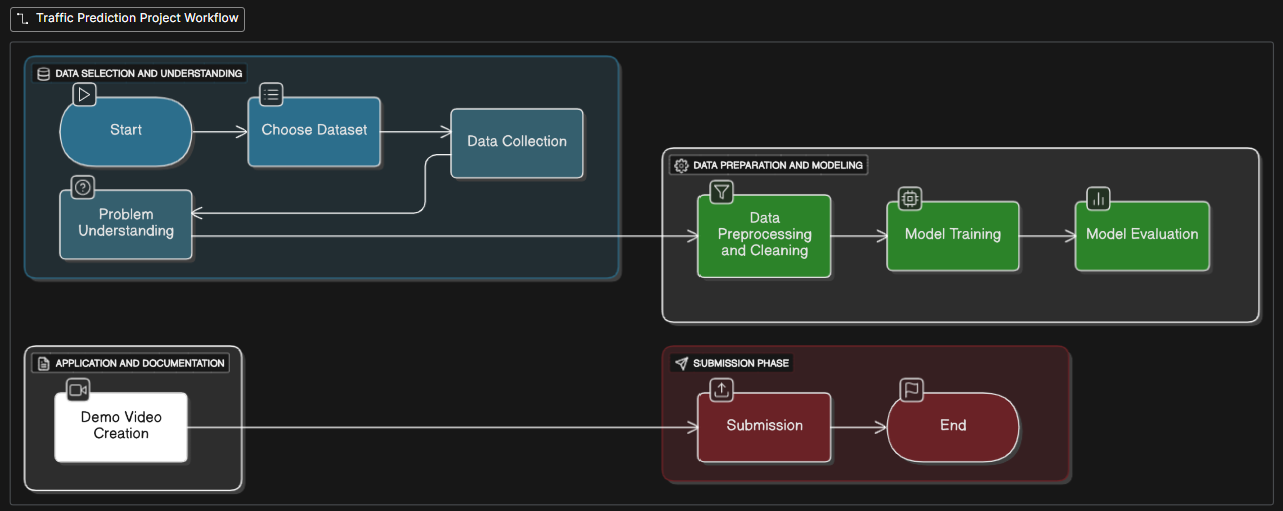 Traffic Prediction Project Workflow
DATA SELECTION AND UNDERSTANDING
Start
Choose Dataset
Data Collection
Problem
Understanding
DATA PREPARATION AND MODELING
Data
Preprocessing
and Cleaning
Model Training
Model Evaluation
APPLICATION AND DOCUMENTATION
Demo Video
Creation
SUBMISSION PHASE
Submission
End